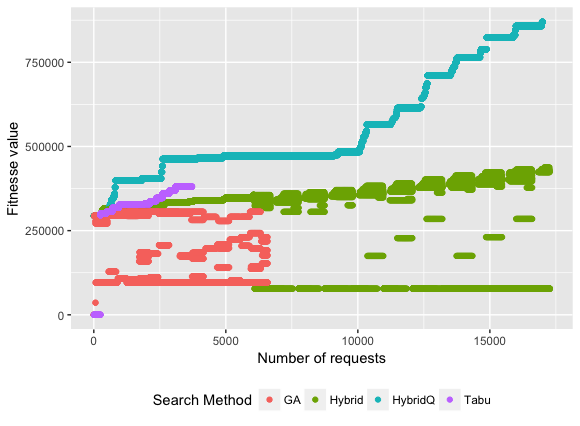 Fitnesse value
750000
500000
250000
0
0 5000 10000 15000
Number of requests
Search Method GA Hybrid HybridQ Tabu